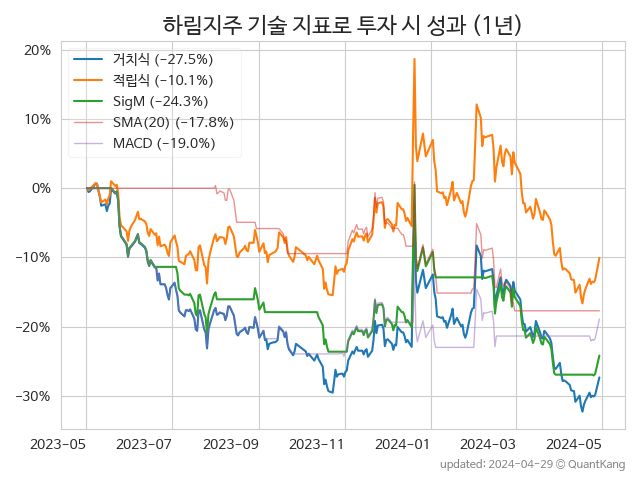 하림지주 기술 지표로 투자 시 성과 (1년)
거치식 (−27.5%)
적립식 (−10.1%)
SigM (−24.3%)
SMA(20) (−17.8%)
MACD (−19.0%)
20%
10%
0%
−10%
−20%
−30%
2023-05
2023-07
2023-09
2023-11
2024-01
2024-03
2024-05
updated: 2024-04-29 © QuantKang